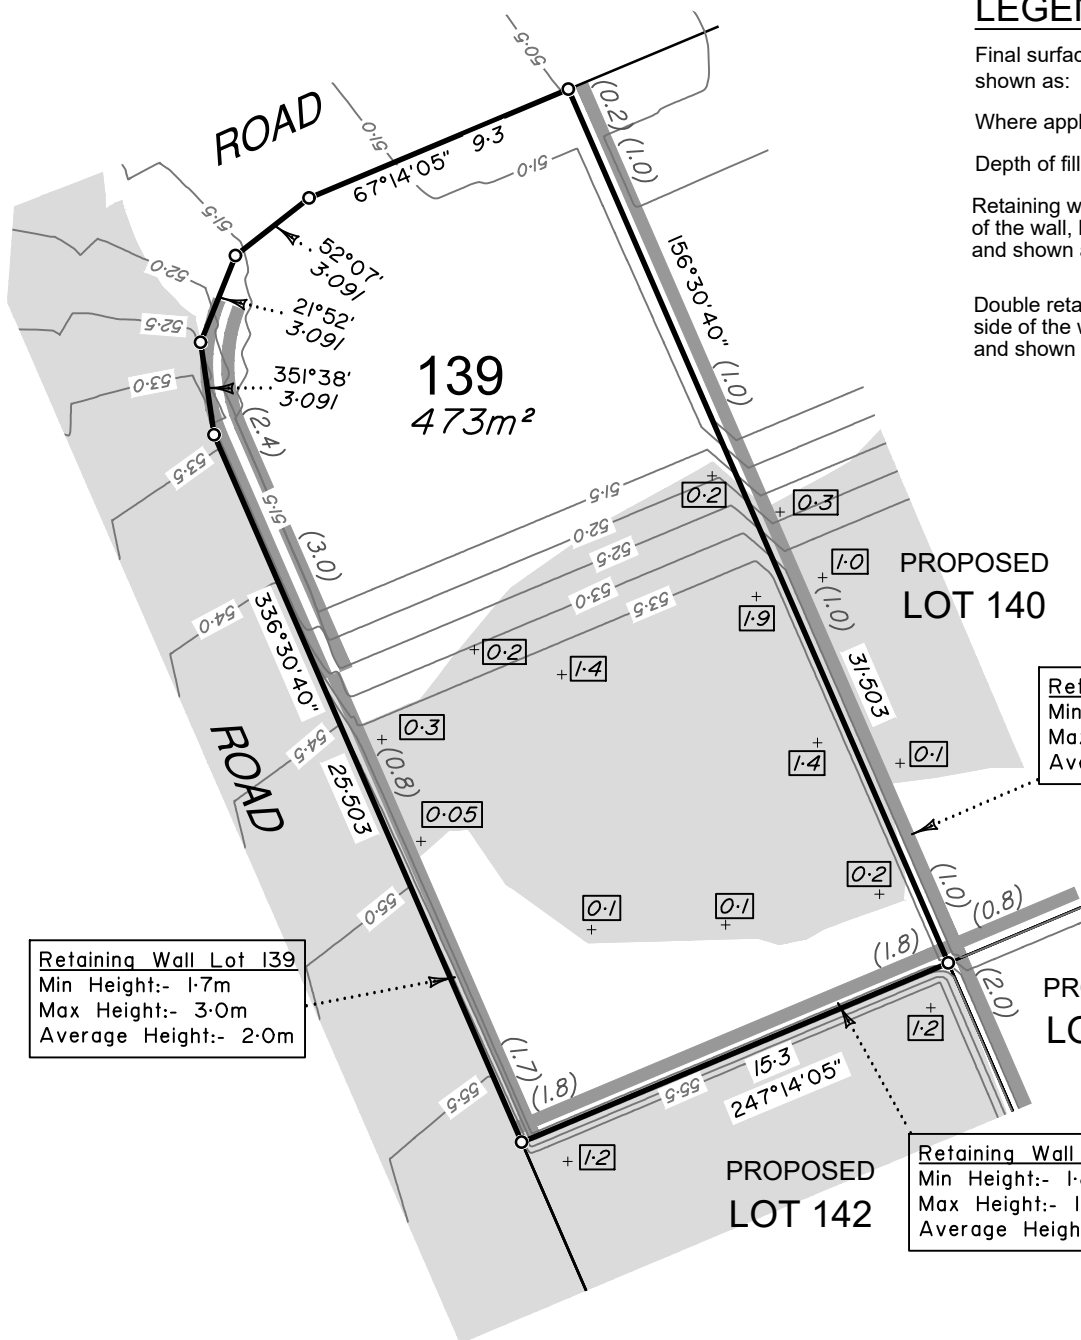 LEGEN
Final surfac
shown as:
Where appl
Depth of fill
Retaining w
of the wall,
and shown
Double reta
side of the
and shown
ROAD
50·5
51·0
67°14'05" 9·3
51·0
(0.2)
(1.0)
51·5
52·0
52·5
53·0
53·5
52°07'
3·091
21°52'
3·091
351°38'
3·091
139
473m²
156°30'40"
(1.0)
(2.4)
51·5
(3.0)
51·5
52·0
52·5
53·0
53·5
0·2
0·3
1·0
PROPOSED
LOT 140
(1.0)
1·9
54·0
336°30'40"
0·2
1·4
31·503
0·3
(0.8)
ROAD
54·5
25·503
1·4
0·1
Ret
Min
Max
Ave
0·05
0·2
0·1
0·1
55·0
(1.0)
(0.8)
(1.8)
(2.0)
Retaining Wall Lot 139
Min Height:- 1·7m
Max Height:- 3·0m
Average Height:- 2·0m
PRO
LO
1·2
(1.7)
(1.8)
55·5
55·5
15·3
247°14'05"
1·2
PROPOSED
LOT 142
Retaining Wall
Min Height:- 1·
Max Height:- 1
Average Heigh